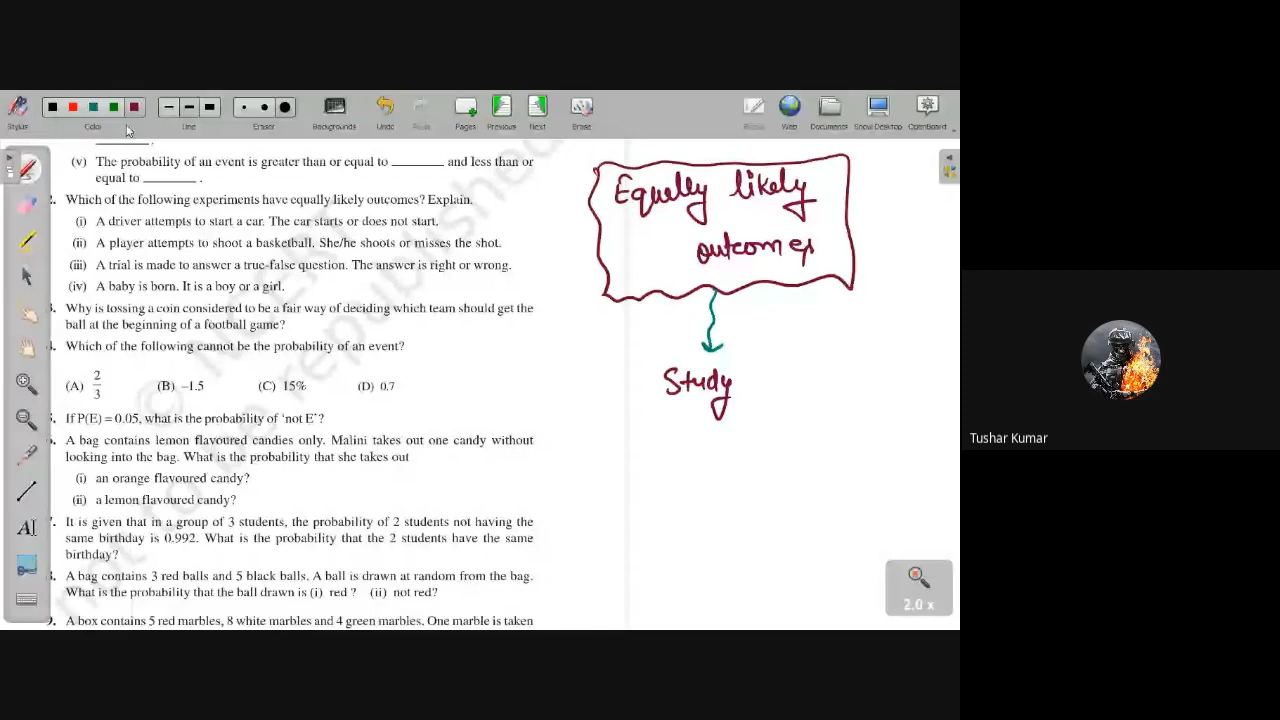 Stylus
Color
Line
Eraser
Backgrounds
Undo
Pages
Previous
Next
Erase
Web
Documents
Show Desktop
OpenBoard
(v) The probability of an event is greater than or equal to ________ and less than or
equal to ________ .
Which of the following experiments have equally likely outcomes? Explain.
(i) A driver attempts to start a car. The car starts or does not start.
(ii) A player attempts to shoot a basketball. She/he shoots or misses the shot.
(iii) A trial is made to answer a true-false question. The answer is right or wrong.
(iv) A baby is born. It is a boy or a girl.
Why is tossing a coin considered to be a fair way of deciding which team should get the
ball at the beginning of a football game?
Which of the following cannot be the probability of an event?
(A) 2/3 (B) –1.5 (C) 15% (D) 0.7
If P(E) = 0.05, what is the probability of ‘not E’?
A bag contains lemon flavoured candies only. Malini takes out one candy without
looking into the bag. What is the probability that she takes out
(i) an orange flavoured candy?
(ii) a lemon flavoured candy?
It is given that in a group of 3 students, the probability of 2 students not having the
same birthday is 0.992. What is the probability that the 2 students have the same
birthday?
A bag contains 3 red balls and 5 black balls. A ball is drawn at random from the bag.
What is the probability that the ball drawn is (i) red ? (ii) not red?
A box contains 5 red marbles, 8 white marbles and 4 green marbles. One marble is taken
© NCERT
not to be republished
Equally likely
outcomes
Study
2.0 x
Tushar Kumar